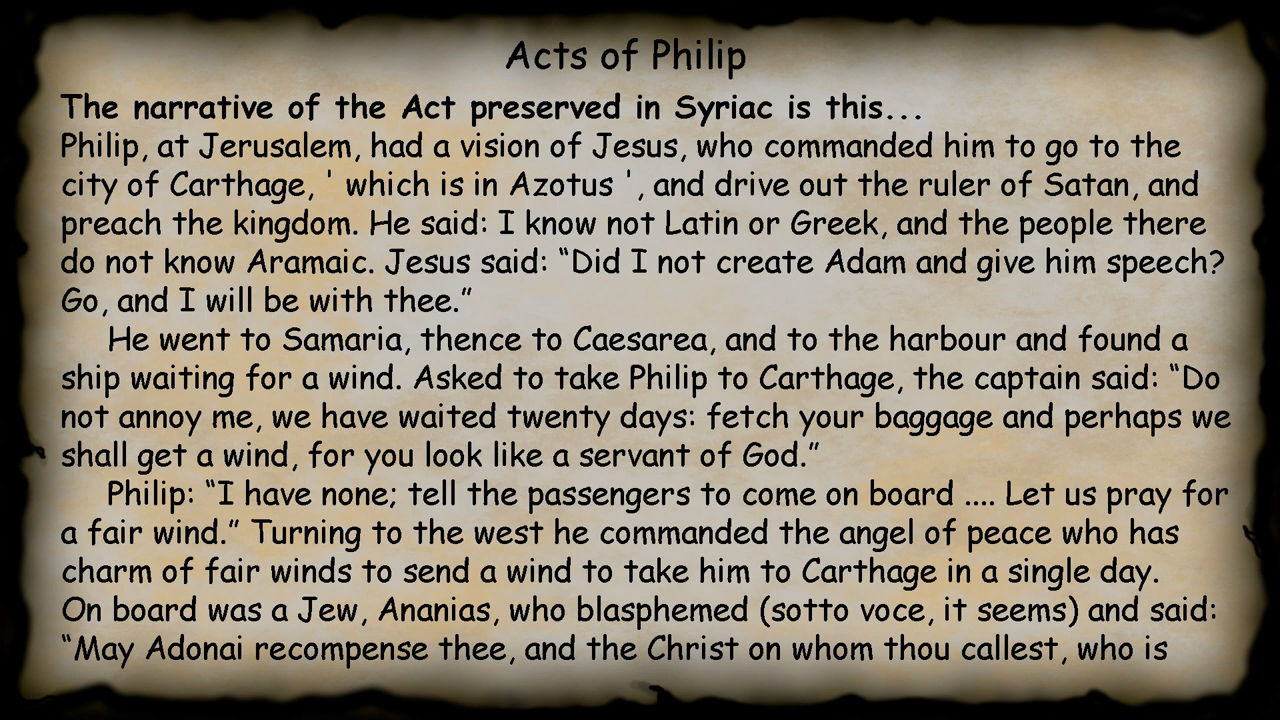 Acts of Philip
The narrative of the Act preserved in Syriac is this...
Philip, at Jerusalem, had a vision of Jesus, who commanded him to go to the
city of Carthage, ' which is in Azotus ', and drive out the ruler of Satan, and
preach the kingdom. He said: I know not Latin or Greek, and the people there
do not know Aramaic. Jesus said: “Did I not create Adam and give him speech?
Go, and I will be with thee.”
He went to Samaria, thence to Caesarea, and to the harbour and found a
ship waiting for a wind. Asked to take Philip to Carthage, the captain said: “Do
not annoy me, we have waited twenty days: fetch your baggage and perhaps we
shall get a wind, for you look like a servant of God.”
Philip: “I have none; tell the passengers to come on board .... Let us pray for
a fair wind.” Turning to the west he commanded the angel of peace who has
charm of fair winds to send a wind to take him to Carthage in a single day.
On board was a Jew, Ananias, who blasphemed (sotto voce, it seems) and said:
“May Adonai recompense thee, and the Christ on whom thou callest, who is